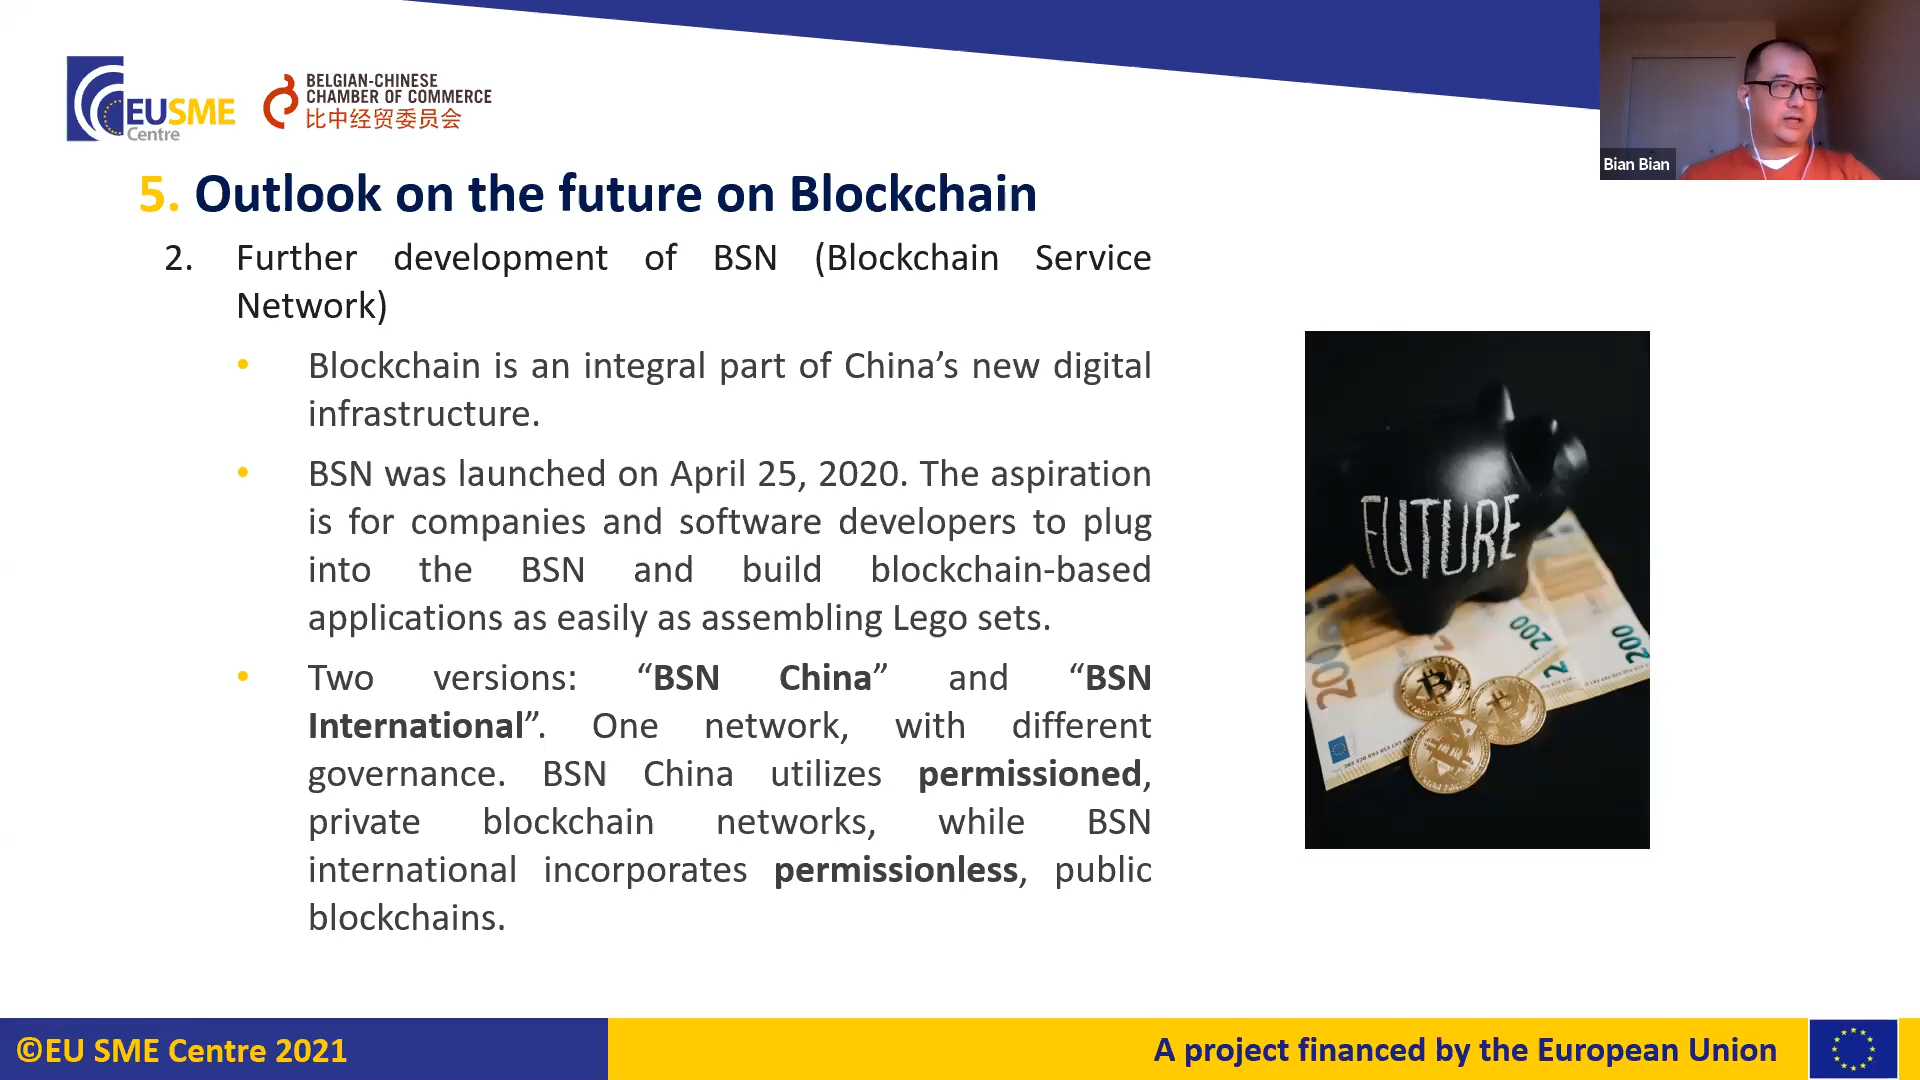 EUSME
Centre
BELGIAN-CHINESE
CHAMBER OF COMMERCE
比中经贸委员会
Bian Bian
5. Outlook on the future on Blockchain
2. Further development of BSN (Blockchain Service
Network)
• Blockchain is an integral part of China’s new digital
infrastructure.
• BSN was launched on April 25, 2020. The aspiration
is for companies and software developers to plug
into the BSN and build blockchain-based
applications as easily as assembling Lego sets.
• Two versions: “BSN China” and “BSN
International”. One network, with different
governance. BSN China utilizes permissioned,
private blockchain networks, while BSN
international incorporates permissionless, public
blockchains.
FUTURE
200
200
200
©EU SME Centre 2021
A project financed by the European Union